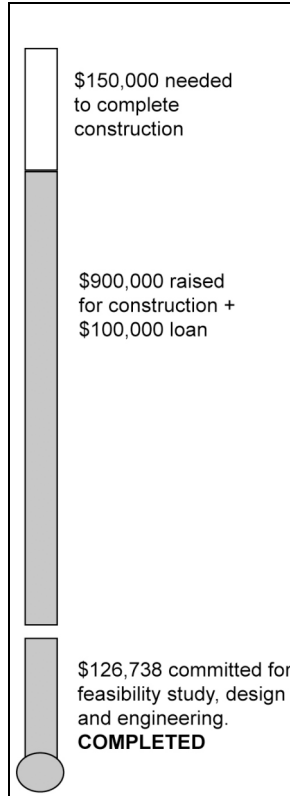 $150,000 needed
to complete
construction
$900,000 raised
for construction +
$100,000 loan
$126,738 committed for
feasibility study, design
and engineering.
COMPLETED